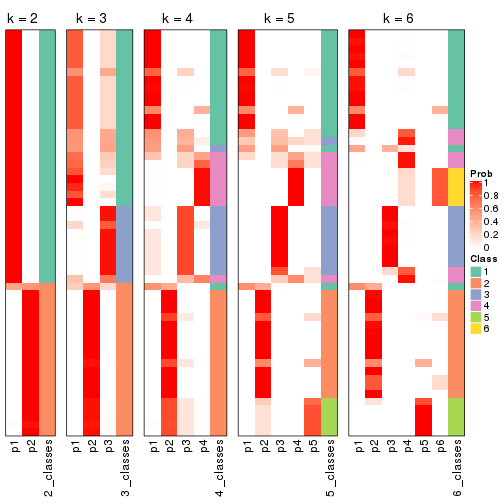 k = 2
k = 3
k = 4
k = 5
k = 6
p1
p2
2_classes
p1
p2
p3
3_classes
p1
p2
p3
p4
4_classes
p1
p2
p3
p4
p5
5_classes
p1
p2
p3
p4
p5
p6
6_classes
Prob
1
0.8
0.6
0.4
0.2
0
Class
1
2
3
4
5
6